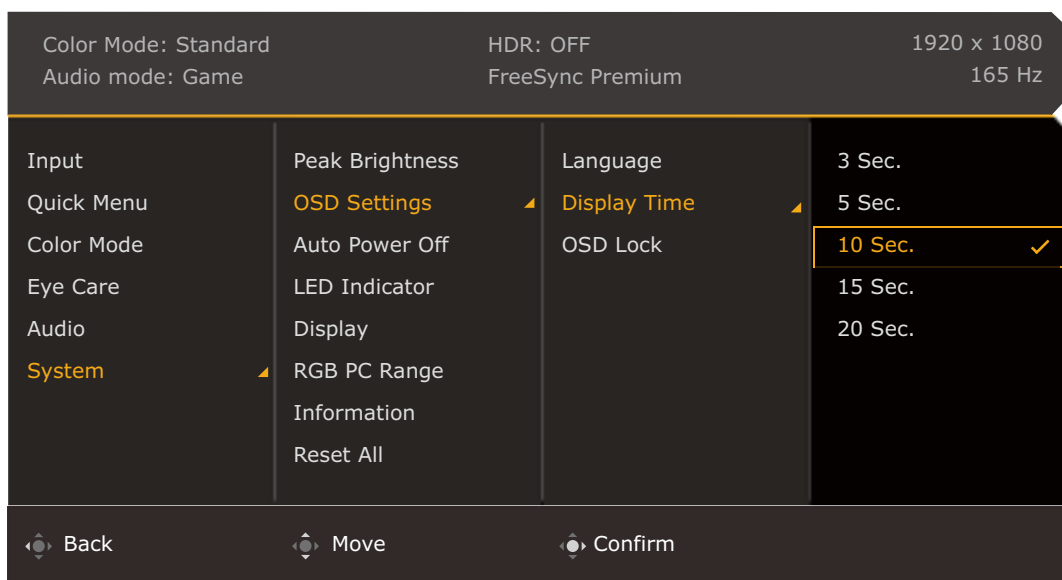 Color Mode: Standard
Audio mode: Game
HDR: OFF
FreeSync Premium
1920 x 1080
165 Hz
Input
Quick Menu
Color Mode
Eye Care
Audio
System
Peak Brightness
OSD Settings
Auto Power Off
LED Indicator
Display
RGB PC Range
Information
Reset All
Language
Display Time
OSD Lock
3 Sec.
5 Sec.
10 Sec.
15 Sec.
20 Sec.
Back
Move
Confirm